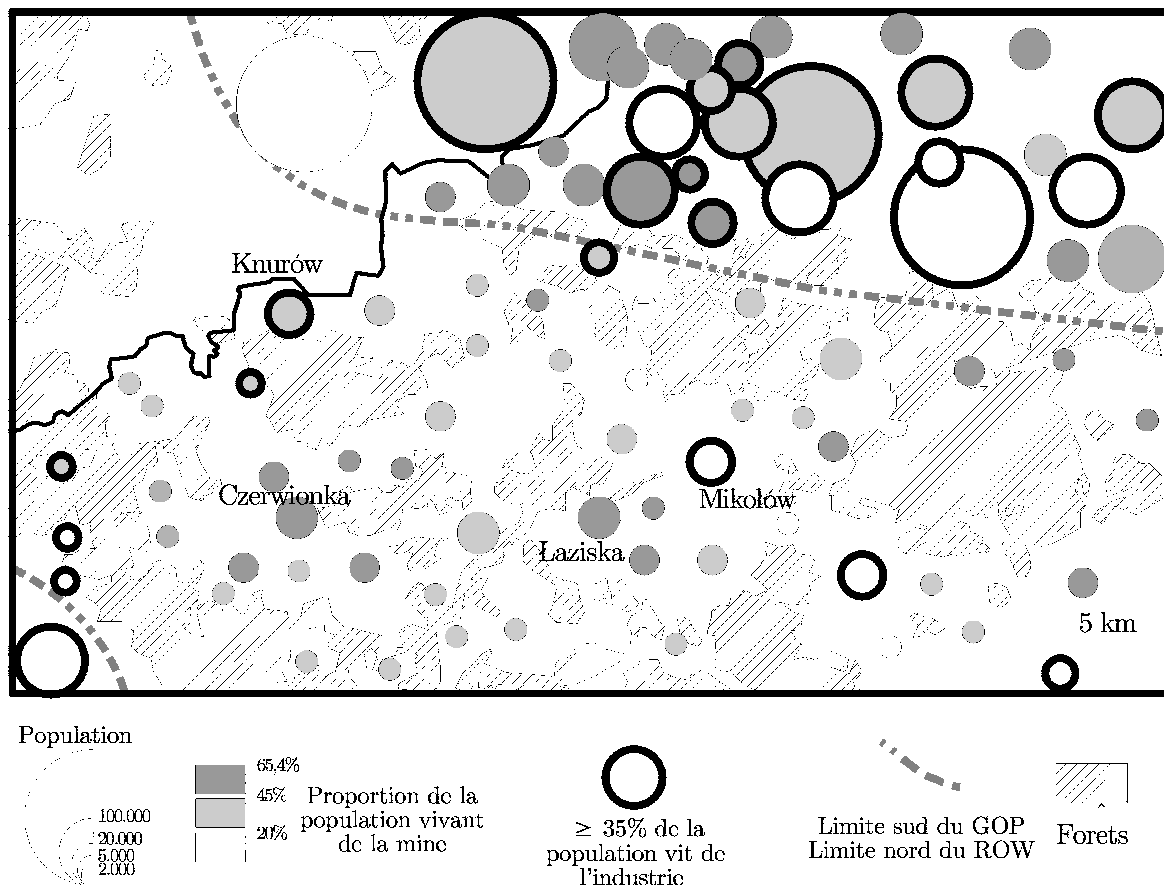 Knurów
Czerwionka
Mikołów
Łaziska
5 km
Population
100.000
20.000
5.000
2.000
65,4%
45%
20%
Proportion de la
population vivant
de la mine
≥ 35% de la
population vit de
l'industrie
Limite sud du GOP
Limite nord du ROW
Forets